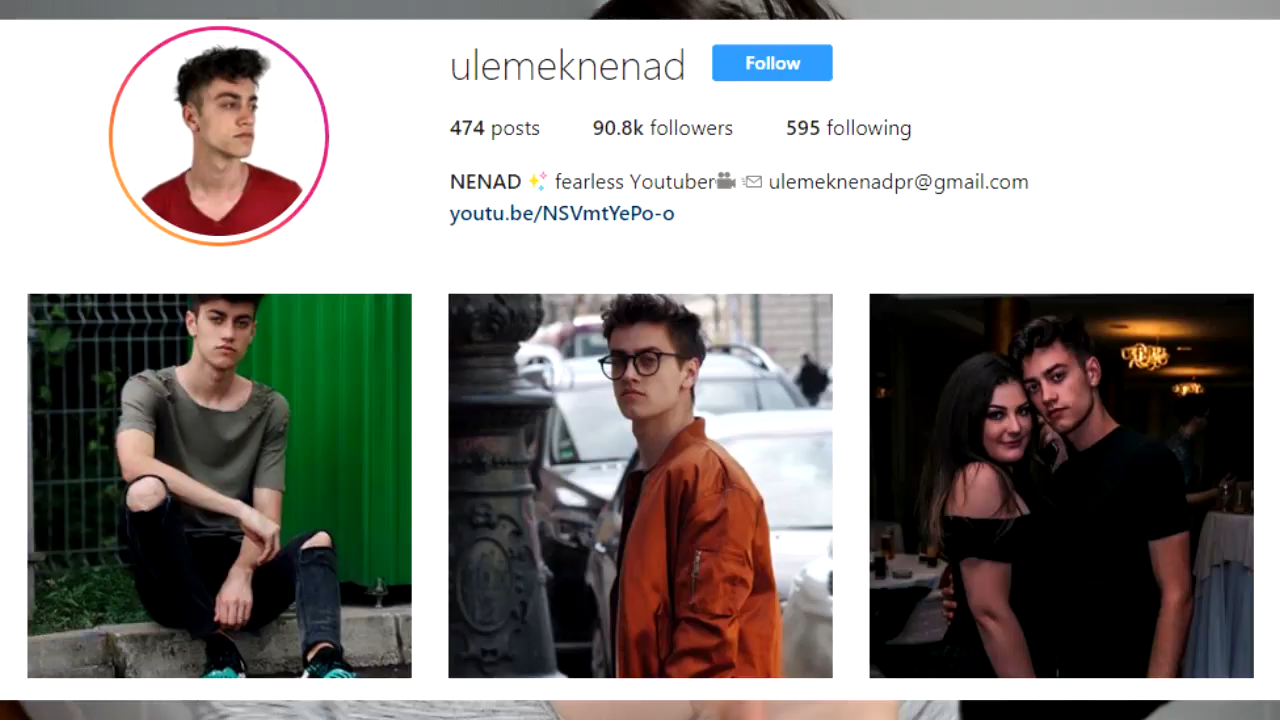 ulemeknenad Follow
474 posts 90.8k followers 595 following
NENAD ✨ fearless Youtuber🎥 📨 ulemeknenadpr@gmail.com
youtu.be/NSVmtYePo-o